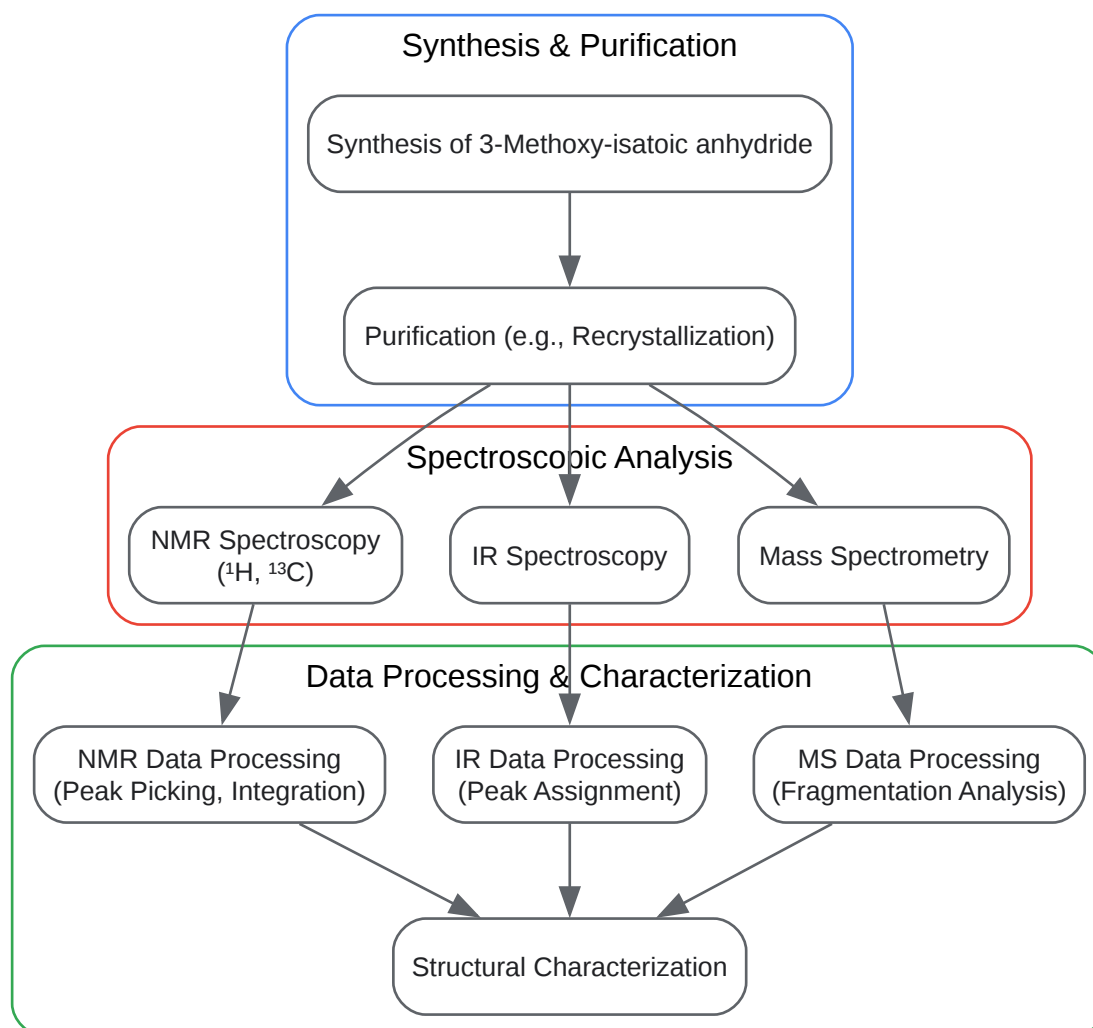 Synthesis & Purification
Synthesis of 3-Methoxy-isatoic anhydride
Purification (e.g., Recrystallization)
Spectroscopic Analysis
NMR Spectroscopy
(¹H, ¹³C)
IR Spectroscopy
Mass Spectrometry
Data Processing & Characterization
NMR Data Processing
(Peak Picking, Integration)
IR Data Processing
(Peak Assignment)
MS Data Processing
(Fragmentation Analysis)
Structural Characterization